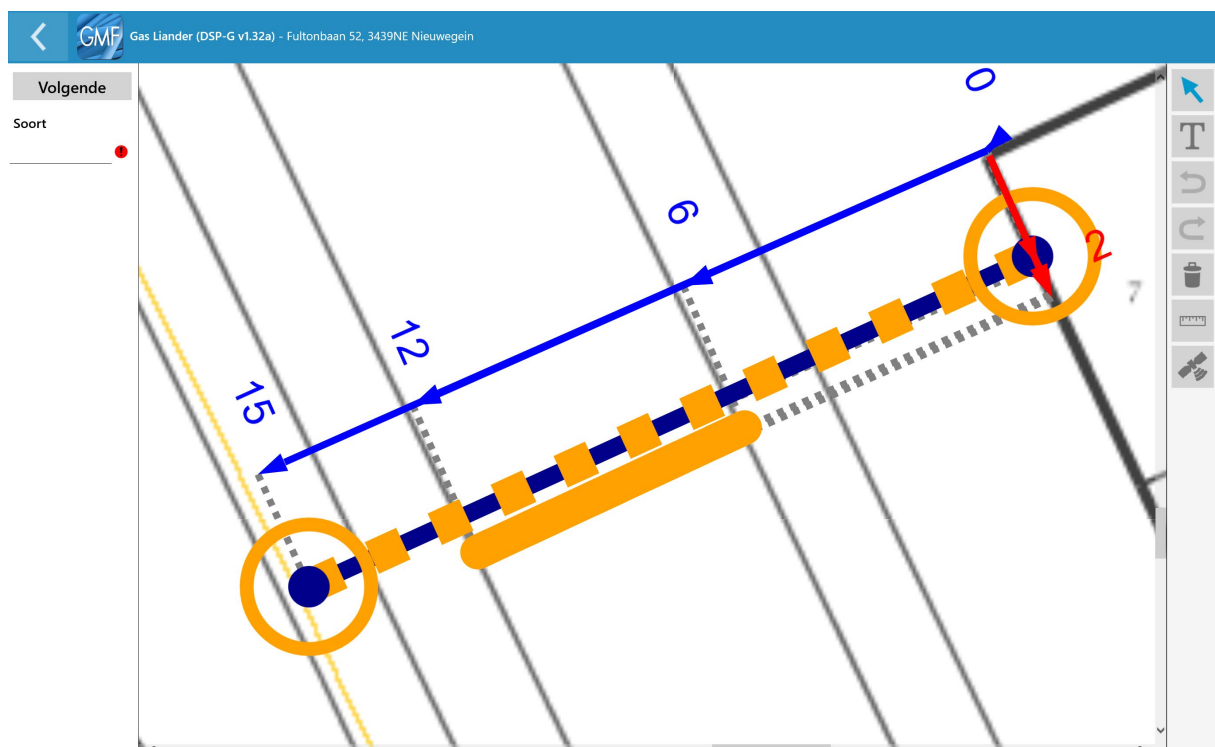 GMF Gas Liander (DSP-G v1.32a) - Fultonbaan 52, 3439NE Nieuwegein
Volgende
Soort
0
6
12
15
2
7
T